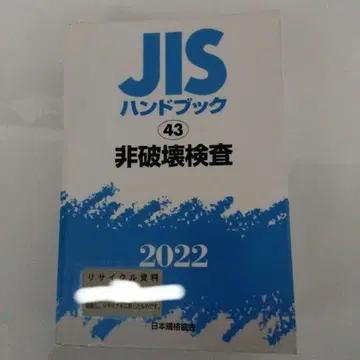 JIS
ハンドブック
43
非破壊検査
2022
リサイクル資料
日本規格協会